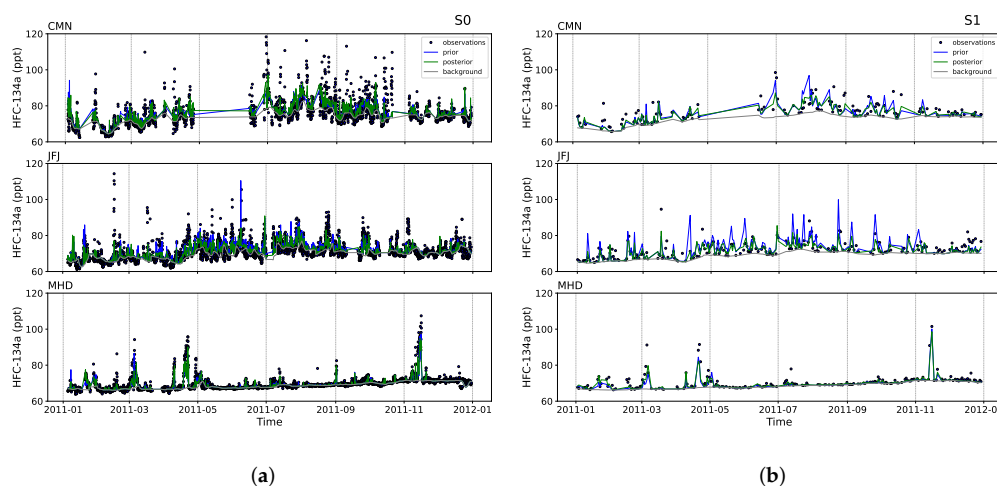 S0
CMN
HFC-134a (ppt)
120
100
80
60
observations
prior
posterior
background
JFJ
HFC-134a (ppt)
120
100
80
60
MHD
HFC-134a (ppt)
120
100
80
60
2011-01 2011-03 2011-05 2011-07 2011-09 2011-11 2012-01
Time
(a)
S1
CMN
HFC-134a (ppt)
120
100
80
60
observations
prior
posterior
background
JFJ
HFC-134a (ppt)
120
100
80
60
MHD
HFC-134a (ppt)
120
100
80
60
2011-01 2011-03 2011-05 2011-07 2011-09 2011-11 2012-0
Time
(b)